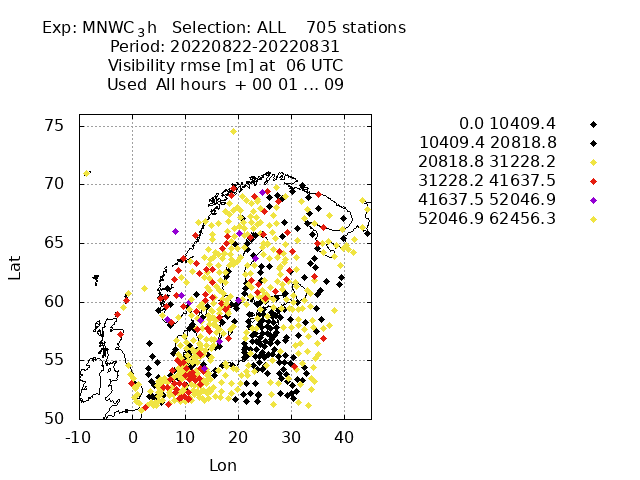 Exp: MNWC_3h Selection: ALL 705 stations
Period: 20220822-20220831
Visibility rmse [m] at 06 UTC
Used All hours + 00 01 ... 09
0.0 10409.4
10409.4 20818.8
20818.8 31228.2
31228.2 41637.5
41637.5 52046.9
52046.9 62456.3
75
70
65
60
55
50
Lat
-10 0 10 20 30 40
Lon